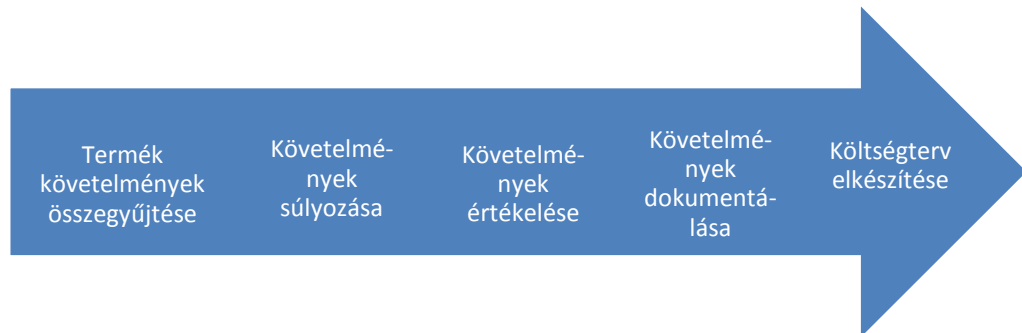 Termék
követelmények
összegyűjtése
Követelmé-
nyek
súlyozása
Követelmé-
nyek
értékelése
Követelmé-
nyek
dokumentá-
lása
Költségterv
elkészítése